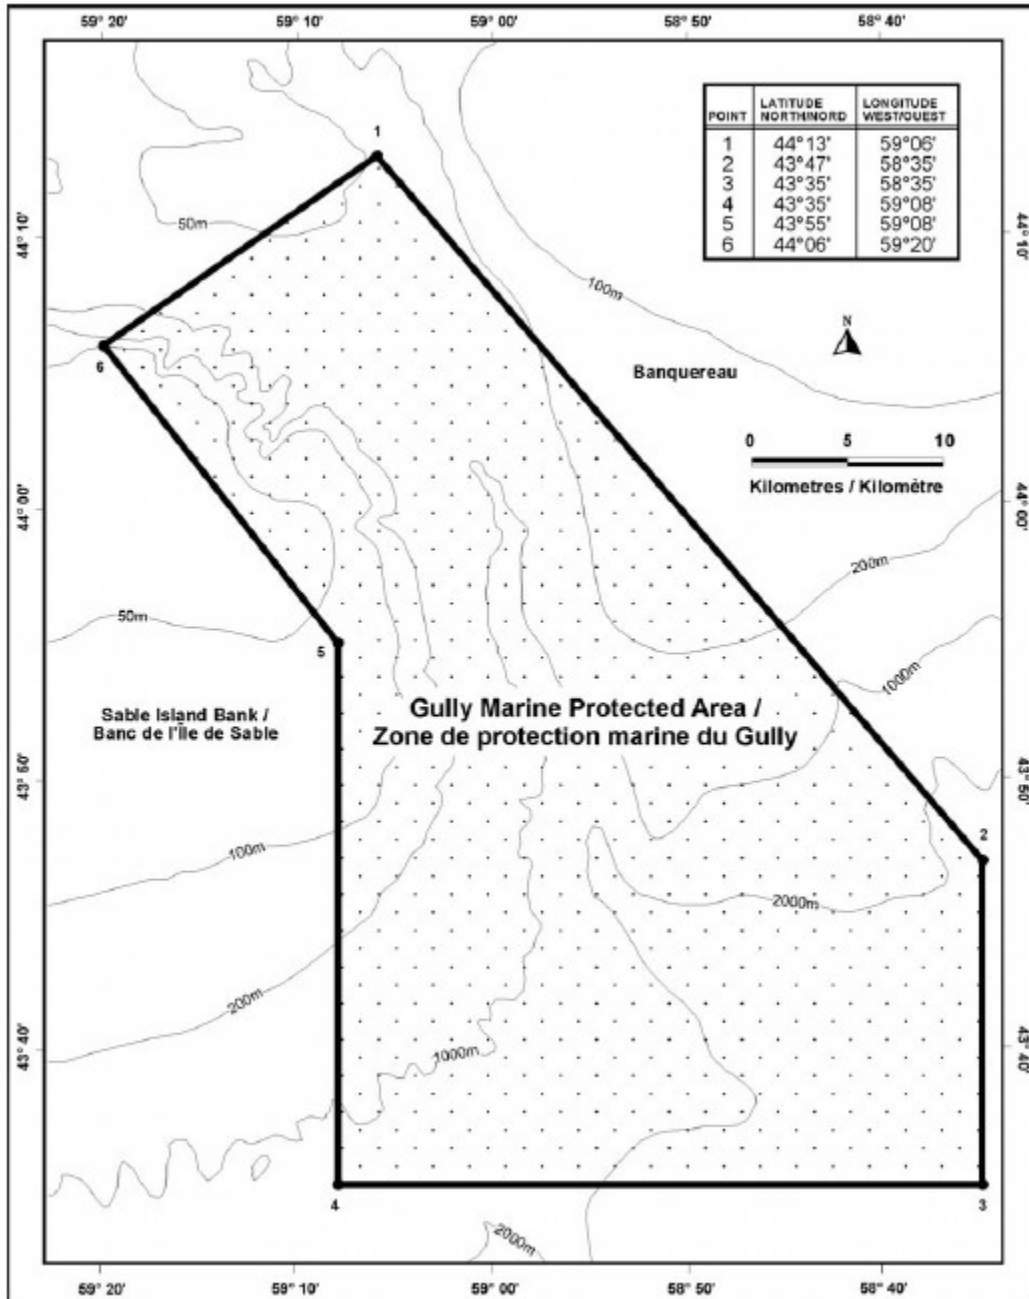 59° 20'
59° 10'
59° 00'
58° 50'
58° 40'
1
POINT LATITUDE NORTH/NORD LONGITUDE WEST/OUEST
1 44°13' 59°06'
2 43°47' 58°35'
3 43°35' 58°35'
4 43°35' 59°08'
5 43°55' 59°08'
6 44°06' 59°20'
50m
44° 10'
44° 10'
100m
N
6
Banquereau
0 5 10
Kilometres / Kilomètre
44° 00'
44° 00'
200m
50m
5
1000m
Sable Island Bank /
Banc de l'Île de Sable
Gully Marine Protected Area /
Zone de protection marine du Gully
43° 50'
43° 50'
2
100m
2000m
200m
43° 40'
43° 40'
1000m
4
3
2000m
59° 20'
59° 10'
59° 00'
58° 50'
58° 40'